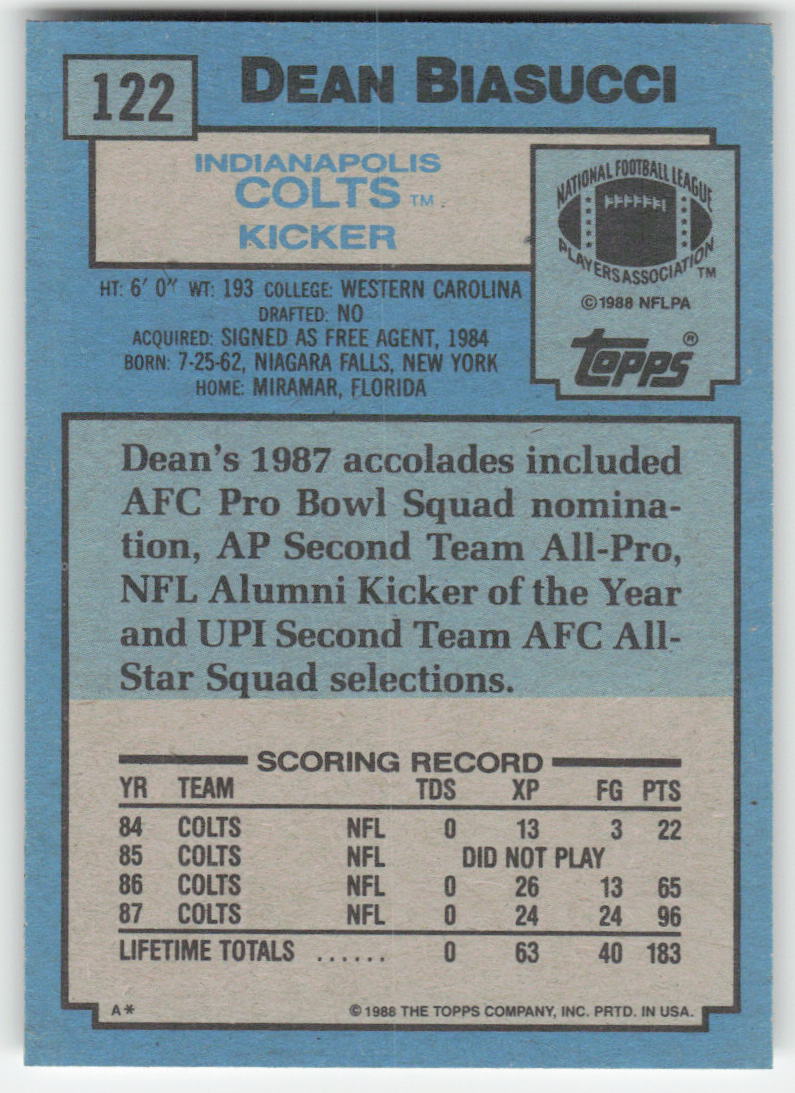 122
DEAN BIASUCCI
INDIANAPOLIS
COLTS TM
KICKER
NATIONAL FOOTBALL LEAGUE
PLAYERS ASSOCIATION TM
©1988 NFLPA
topps®
HT: 6' 0" WT: 193 COLLEGE: WESTERN CAROLINA
DRAFTED: NO
ACQUIRED: SIGNED AS FREE AGENT, 1984
BORN: 7-25-62, NIAGARA FALLS, NEW YORK
HOME: MIRAMAR, FLORIDA
Dean's 1987 accolades included
AFC Pro Bowl Squad nomina-
tion, AP Second Team All-Pro,
NFL Alumni Kicker of the Year
and UPI Second Team AFC All-
Star Squad selections.
SCORING RECORD
YR TEAM TDS XP FG PTS
84 COLTS NFL 0 13 3 22
85 COLTS NFL DID NOT PLAY
86 COLTS NFL 0 26 13 65
87 COLTS NFL 0 24 24 96
LIFETIME TOTALS ...... 0 63 40 183
A* ©1988 THE TOPPS COMPANY, INC. PRTD. IN USA.